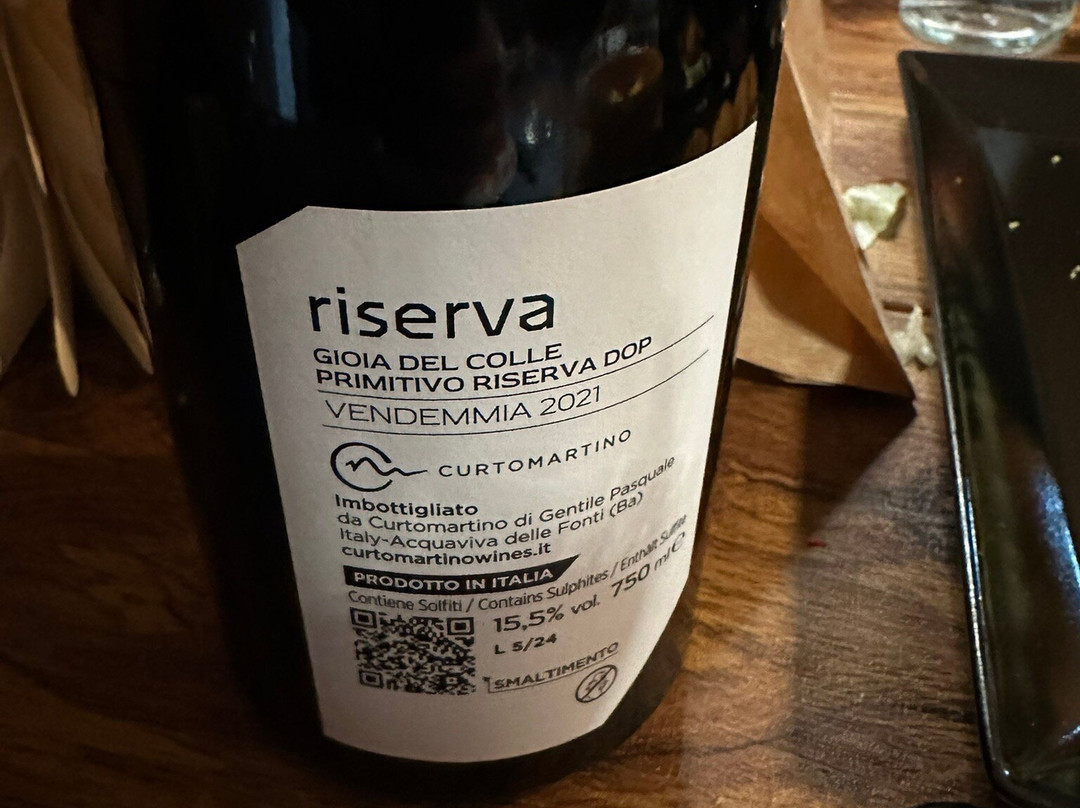 riserva
GIOIA DEL COLLE
PRIMITIVO RISERVA DOP
VENDEMMIA 2021
CURTOMARTINO
Imbottigliato
da Curtomartino di Gentile Pasquale
Italy-Acquaviva delle Fonti (Ba)
curtomartinowines.it
PRODOTTO IN ITALIA
Contiene Solfiti / Contains Sulphites / Enthält Sulfite
15,5% vol. 750 ml e
L 5/24
SMALTIMENTO